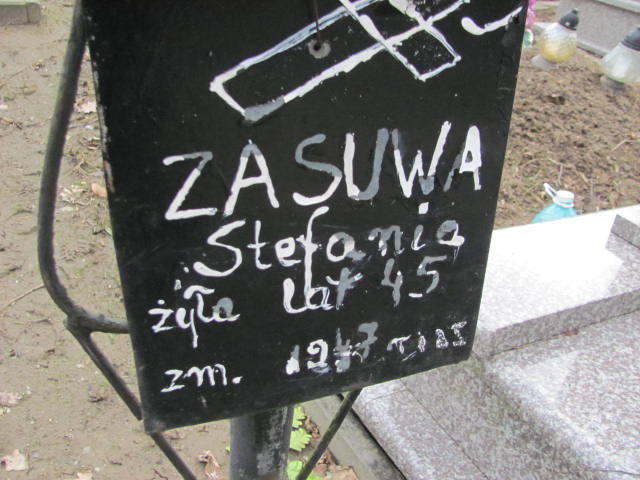 ZASUWA
Stefania
żyła lat 45
zm.